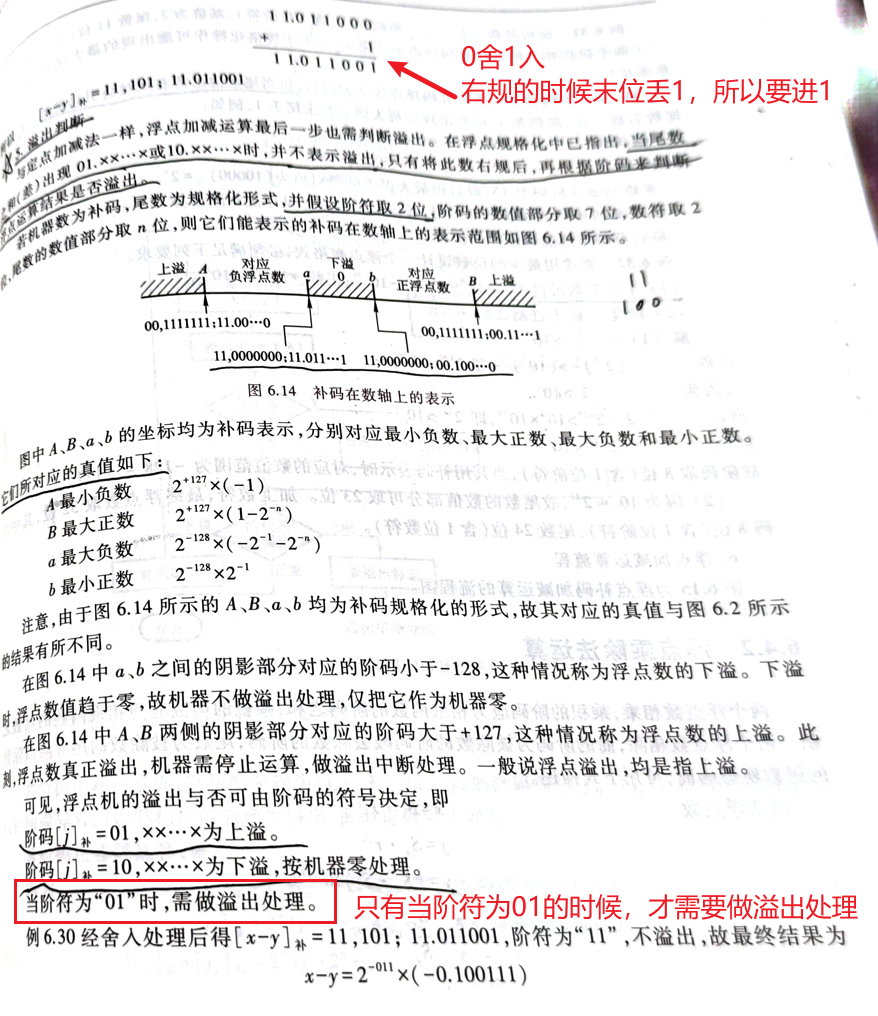 1 1.0 1 1 0 0 0
+ 1
1 1.0 1 1 0 0 1
0舍1入
右规的时候末位丢1，所以要进1
[x-y]补=11,101; 11.011001
5. 溢出判断
与定点加减法一样,浮点加减运算最后一步也需判断溢出。在浮点规格化中已指出,当尾数
之和(差)出现 01.××…×或10.××…×时,并不表示溢出,只有将此数右规后,再根据阶码来判断
浮点运算结果是否溢出。
若机器数为补码,尾数为规格化形式,并假设阶符取 2 位,阶码的数值部分取 7 位,数符取 2
位,尾数的数值部分取 n 位,则它们能表示的补码在数轴上的表示范围如图 6.14 所示。
上溢 A 对应负浮点数 a 下溢 0 b 对应正浮点数 B 上溢
11
100
00,1111111;11.00…0
00,1111111;00.11…1
11,0000000;11.011…1 11,0000000;00.100…0
图 6.14 补码在数轴上的表示
图中 A、B、a、b 的坐标均为补码表示,分别对应最小负数、最大正数、最大负数和最小正数。
它们所对应的真值如下:
A 最小负数 2+127×(-1)
B 最大正数 2+127×(1-2-n)
a 最大负数 2-128×(-2-1-2-n)
b 最小正数 2-128×2-1
注意,由于图 6.14 所示的 A、B、a、b 均为补码规格化的形式,故其对应的真值与图 6.2 所示
的结果有所不同。
在图 6.14 中 a、b 之间的阴影部分对应的阶码小于-128,这种情况称为浮点数的下溢。下溢
时,浮点数值趋于零,故机器不做溢出处理,仅把它作为机器零。
在图 6.14 中 A、B 两侧的阴影部分对应的阶码大于+127,这种情况称为浮点数的上溢。此
刻,浮点数真正溢出,机器需停止运算,做溢出中断处理。一般说浮点溢出,均是指上溢。
可见,浮点机的溢出与否可由阶码的符号决定,即
阶码[j]补=01,××…×为上溢。
阶码[j]补=10,××…×为下溢,按机器零处理。
当阶符为“01”时,需做溢出处理。
只有当阶符为01的时候，才需要做溢出处理
例 6.30 经舍入处理后得[x-y]补=11,101; 11.011001,阶符为“11”,不溢出,故最终结果为
x-y=2-011×(-0.100111)